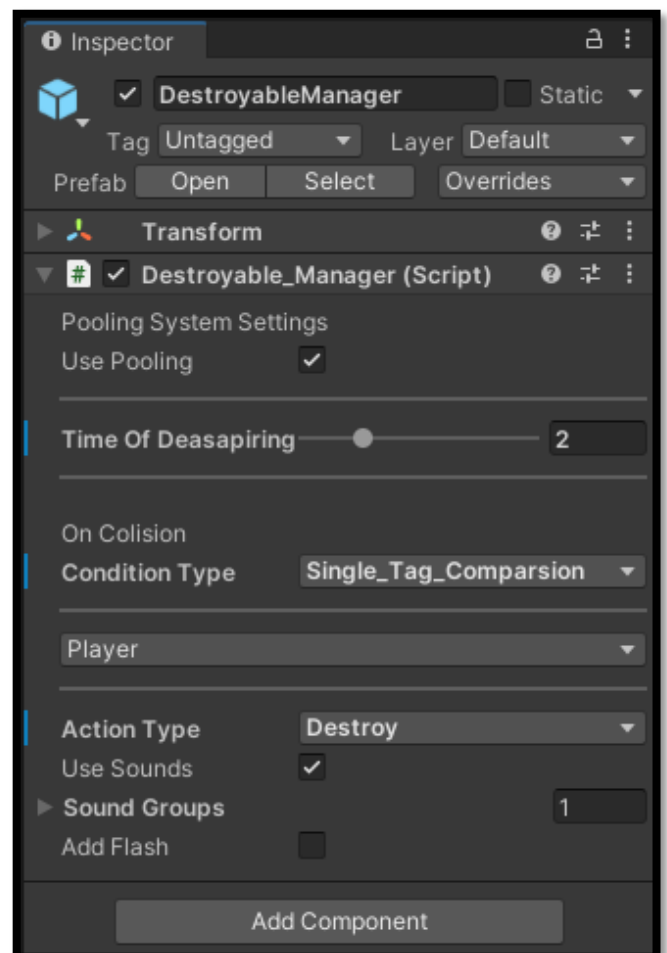 Inspector
DestroyableManager Static
Tag Untagged Layer Default
Prefab Open Select Overrides
Transform
# Destroyable_Manager (Script)
Pooling System Settings
Use Pooling
Time Of Deasapiring 2
On Colision
Condition Type Single_Tag_Comparsion
Player
Action Type Destroy
Use Sounds
Sound Groups 1
Add Flash
Add Component